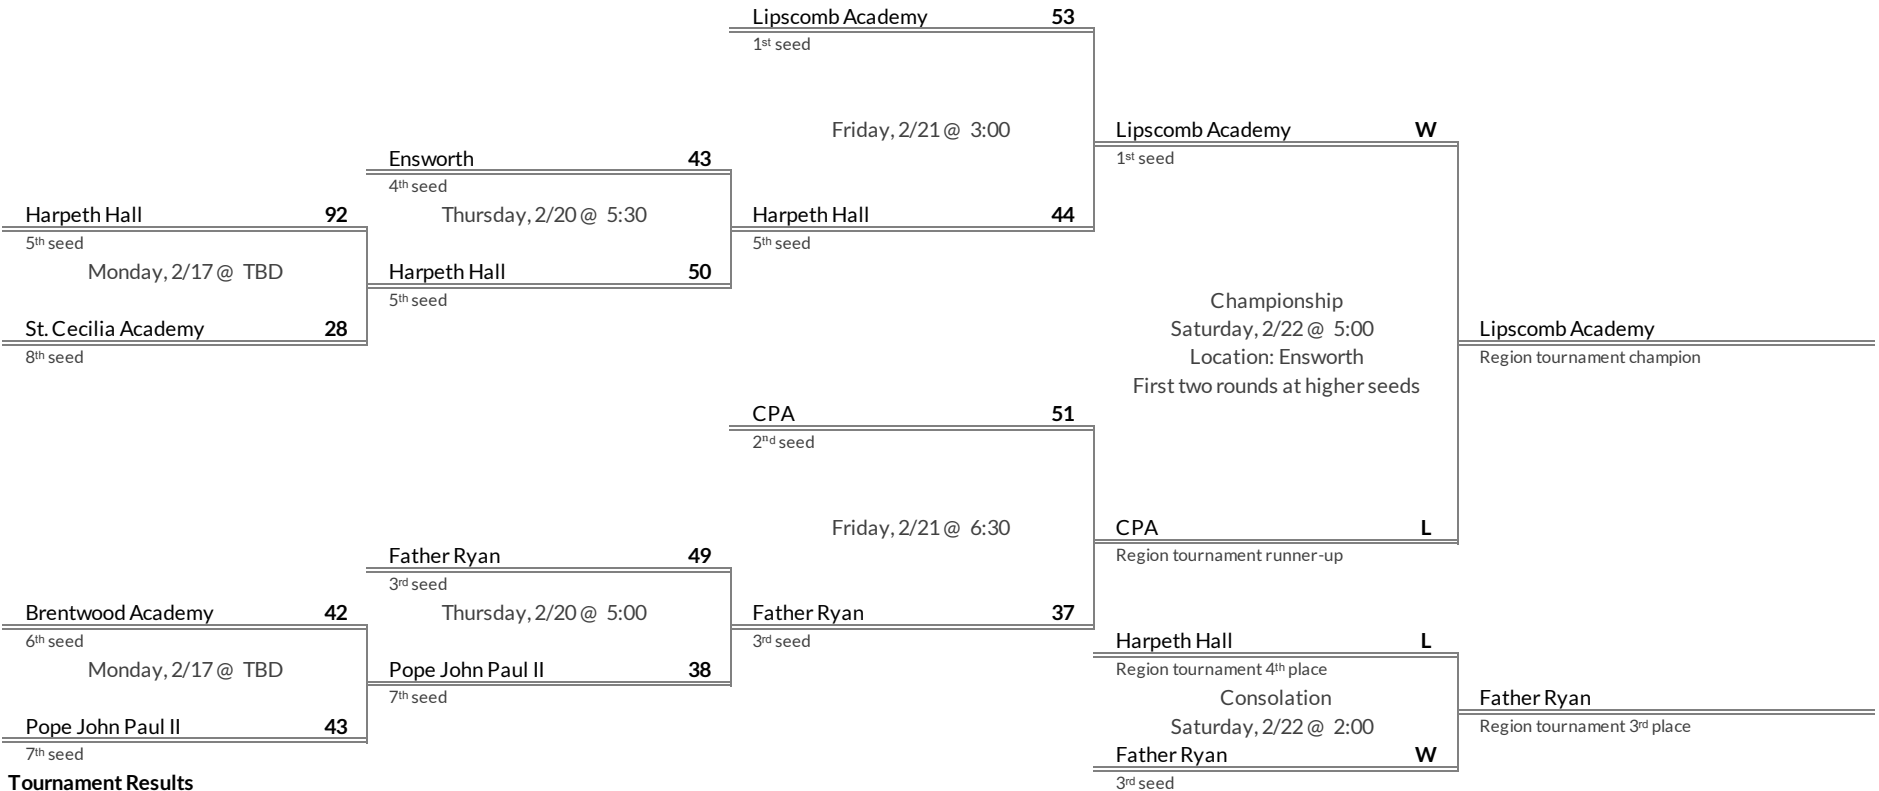 Lipscomb Academy 53
1st seed
Friday, 2/21 @ 3:00
Lipscomb Academy W
1st seed
Ensworth 43
4th seed
Harpeth Hall 92
Thursday, 2/20 @ 5:30
Harpeth Hall 44
5th seed
5th seed
Monday, 2/17 @ TBD
Harpeth Hall 50
5th seed
Championship
St. Cecilia Academy 28
Saturday, 2/22 @ 5:00
Lipscomb Academy
8th seed
Location: Ensworth
Region tournament champion
First two rounds at higher seeds
CPA 51
2nd seed
Friday, 2/21 @ 6:30
CPA L
Father Ryan 49
Region tournament runner-up
3rd seed
Brentwood Academy 42
Thursday, 2/20 @ 5:00
Father Ryan 37
6th seed
3rd seed
Harpeth Hall L
Monday, 2/17 @ TBD
Pope John Paul II 38
Region tournament 4th place
7th seed
Consolation
Father Ryan
Pope John Paul II 43
Saturday, 2/22 @ 2:00
Region tournament 3rd place
7th seed
Father Ryan W
Tournament Results
3rd seed